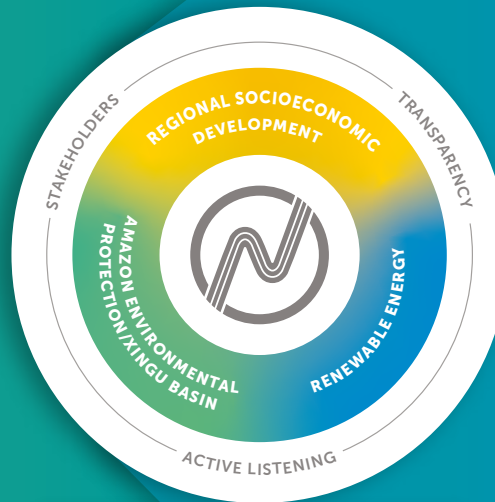 STAKEHOLDERS
TRANSPARENCY
REGIONAL SOCIOECONOMIC
DEVELOPMENT
AMAZON ENVIRONMENTAL
PROTECTION/XINGU BASIN
RENEWABLE ENERGY
ACTIVE LISTENING